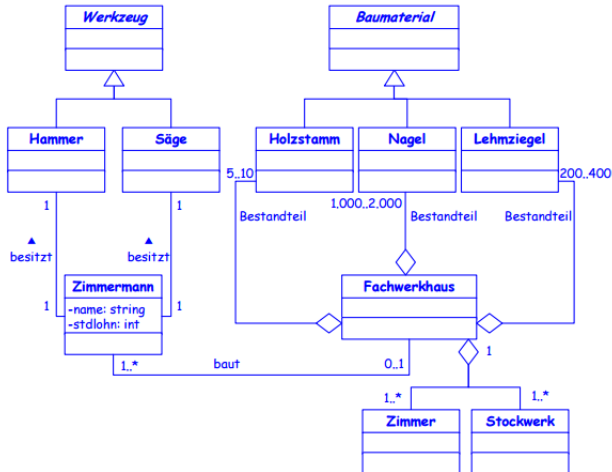 Werkzeug
Baumaterial
Hammer
Säge
Holzstamm
Nagel
Lehmziegel
5..10
200..400
1
1
1,000..2,000
Bestandteil
Bestandteil
Bestandteil
▲
besitzt
▲
besitzt
Zimmermann
Fachwerkhaus
1
-name: string
-stdlohn: int
1
1..*
baut
0..1
1
1..*
1..*
Zimmer
Stockwerk